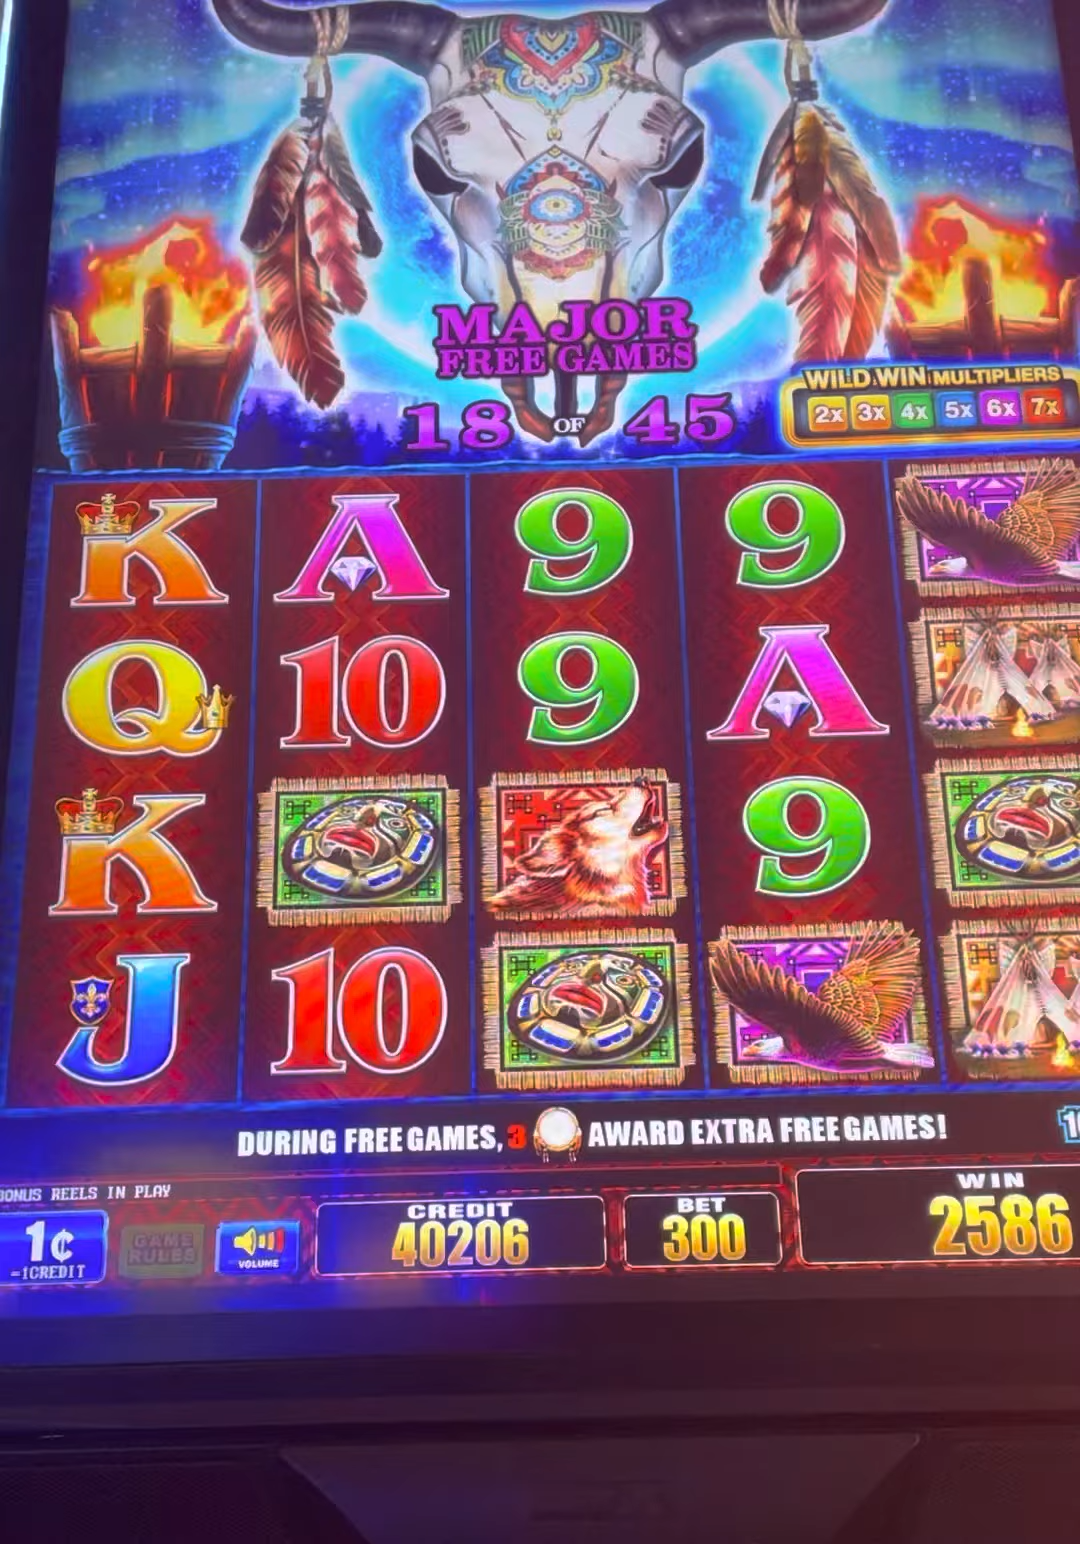 MAJOR
FREE GAMES
18 OF 45
WILD WIN MULTIPLIERS
2x 3x 4x 5x 6x 7x
K A 9 9
Q 10 9 A
K 9
J 10
DURING FREE GAMES, 3 AWARD EXTRA FREE GAMES!
BONUS REELS IN PLAY
1¢
=1CREDIT
GAME
RULES
VOLUME
CREDIT
40206
BET
300
WIN
2586